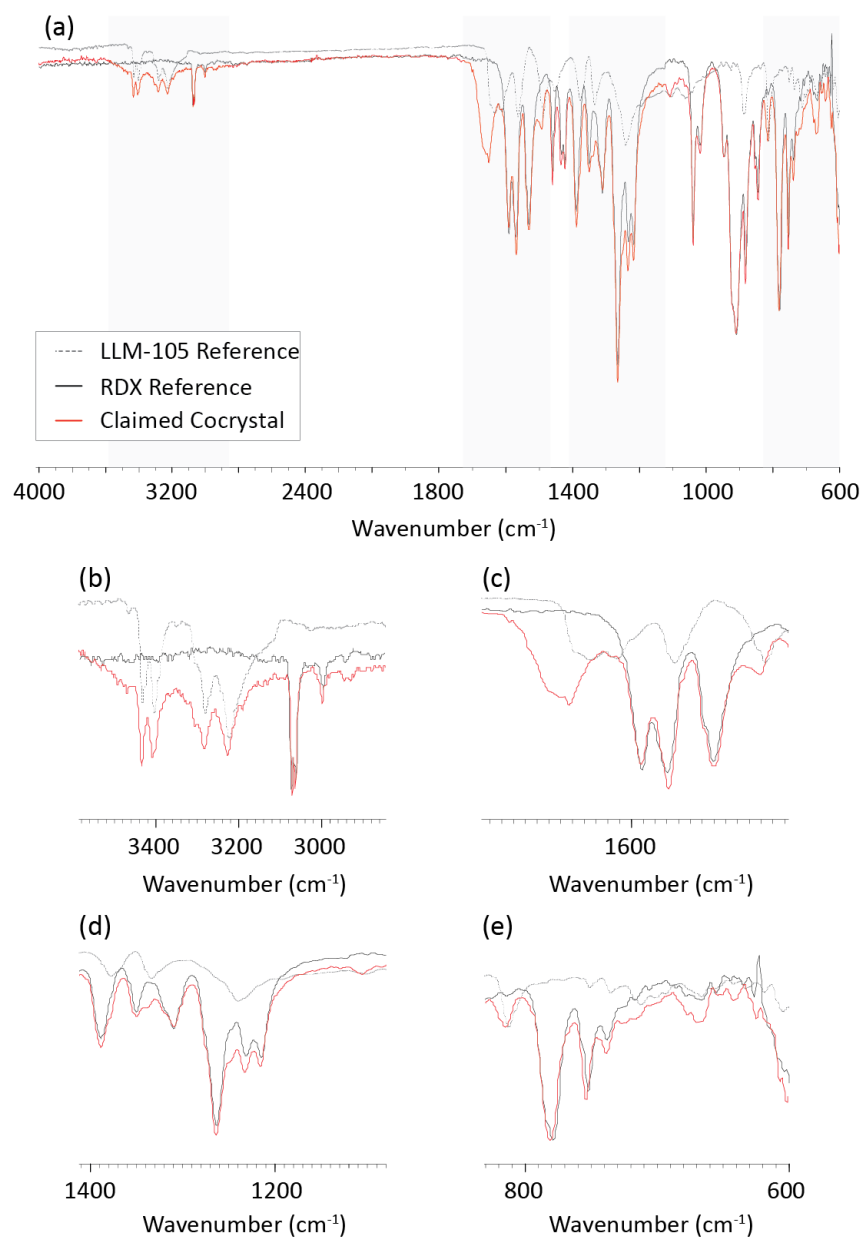 (a)
LLM-105 Reference
RDX Reference
Claimed Cocrystal
4000 3200 2400 1800 1400 1000 600
Wavenumber (cm⁻¹)
(b) (c)
3400 3200 3000 1600
Wavenumber (cm⁻¹) Wavenumber (cm⁻¹)
(d) (e)
1400 1200 800 600
Wavenumber (cm⁻¹) Wavenumber (cm⁻¹)